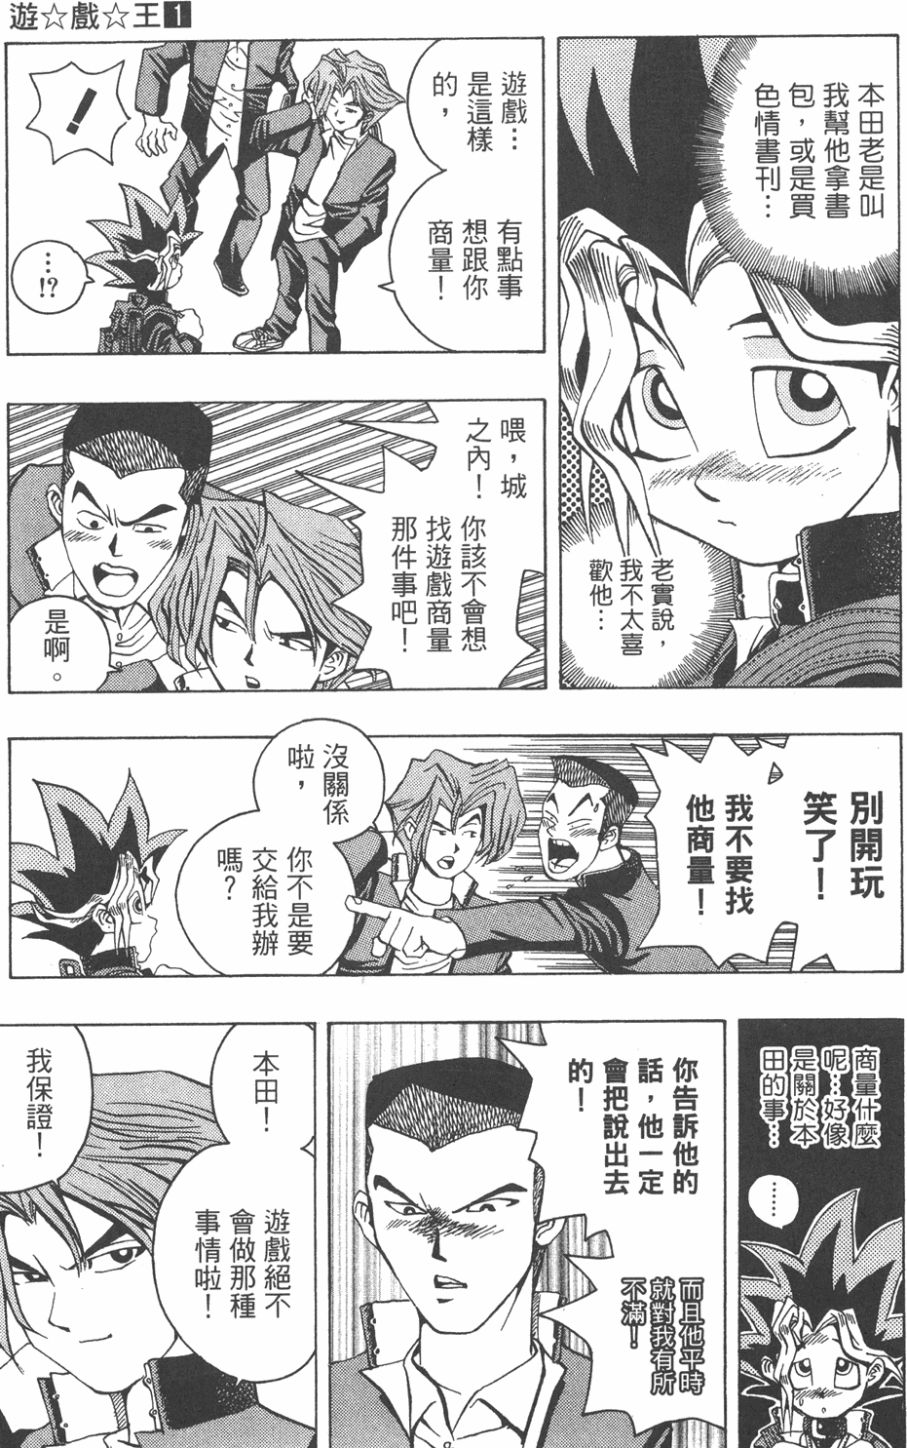 遊☆戲☆王1
本田老是叫
我幫他拿書
包，或是買
色情書刊…
老實說，
我不太喜
歡他…
遊戲…
是這樣
的，
有點事
想跟你
商量！
！
…!?
喂，城
之內！
你該不會想
找遊戲商量
那件事吧！
是啊。
別開玩
笑了！
我不要找
他商量！
沒關係
啦，
你不是要
交給我辦
嗎？
商量什麼
呢…好像
是關於本
田的事…
……
你告訴他的
話，他一定
會把說出去
的！
而且他平時
就對我有所
不滿！
本田！
遊戲絕不
會做那種
事情啦！
我保證！